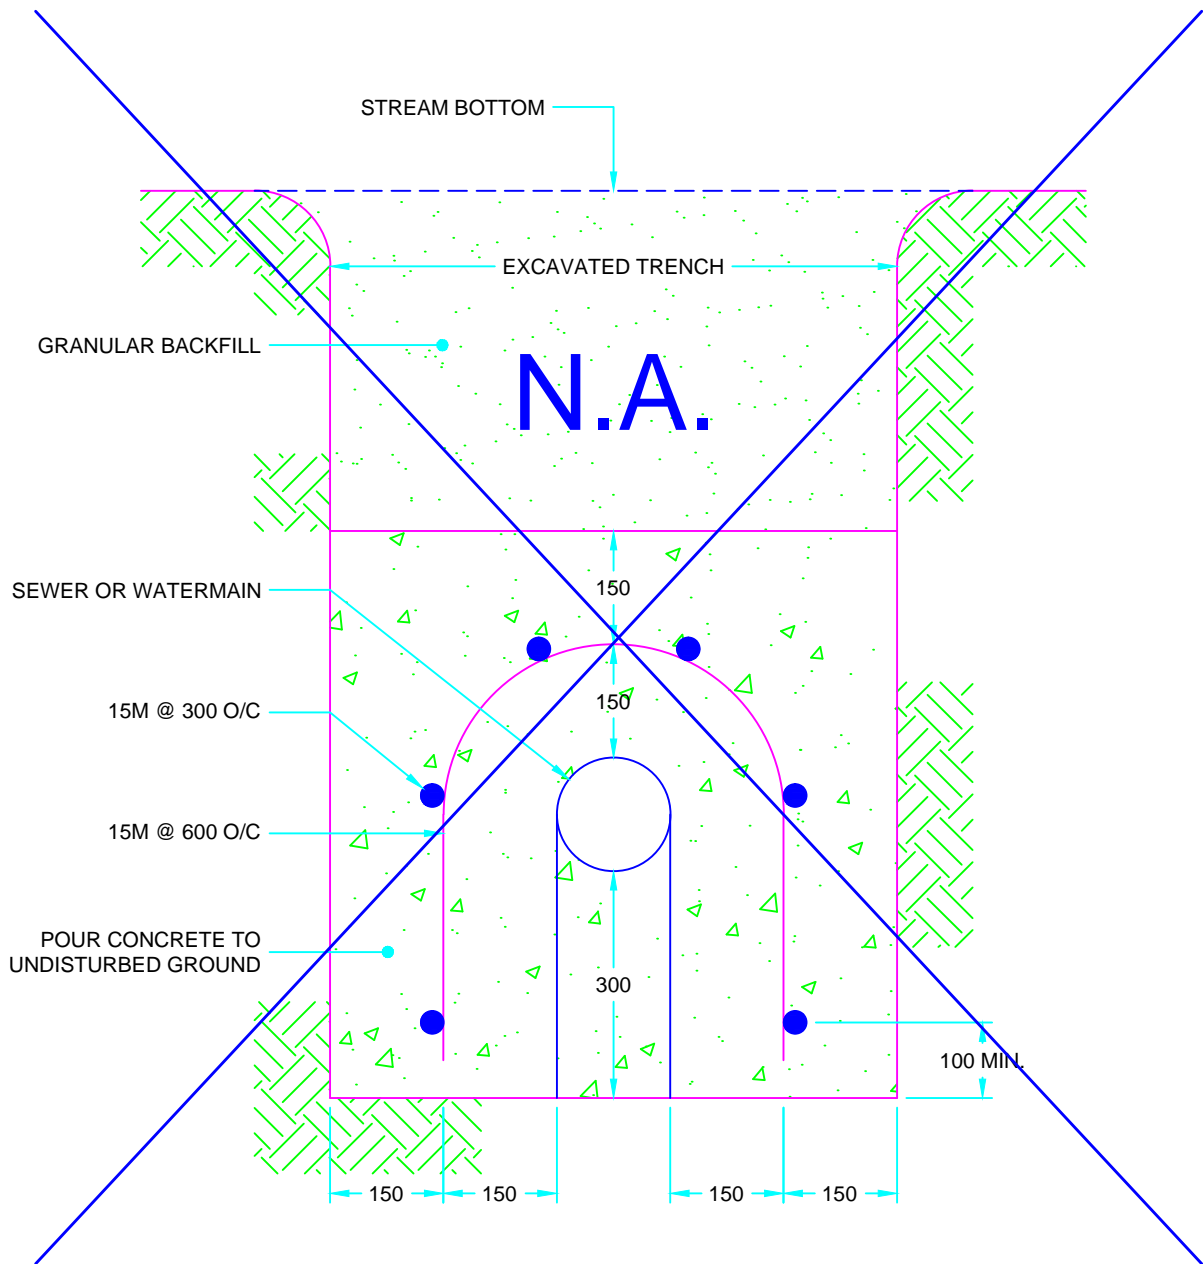 STREAM BOTTOM
EXCAVATED TRENCH
GRANULAR BACKFILL
N.A.
SEWER OR WATERMAIN
150
150
15M @ 300 O/C
15M @ 600 O/C
POUR CONCRETE TO
UNDISTURBED GROUND
300
100 MIN.
150
150
150
150